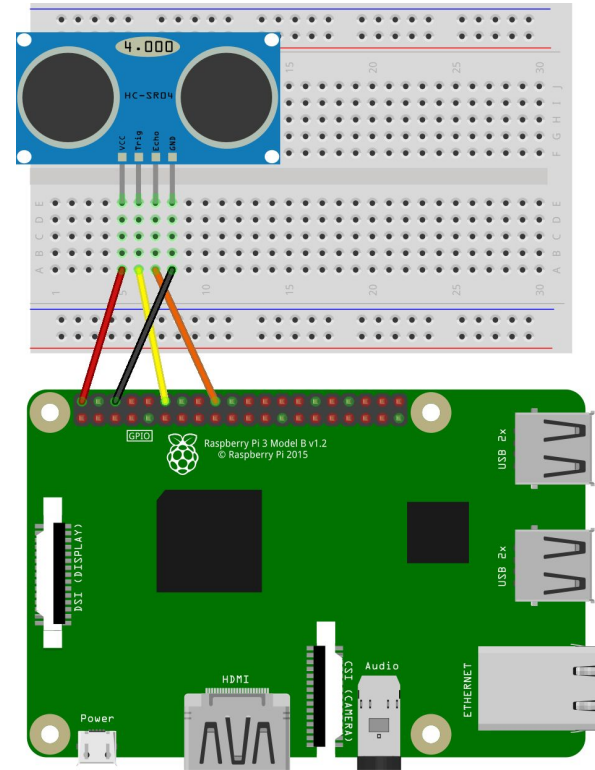 4.000
HC-SR04
VCC
Trig
Echo
GND
15
20
25
30
J
I
H
G
F
E
D
C
B
A
E
D
C
B
A
1
5
10
15
20
25
30
GPIO
Raspberry Pi 3 Model B v1.2
© Raspberry Pi 2015
USB 2x
DSI (DISPLAY)
USB 2x
CSI (CAMERA)
Audio
HDMI
ETHERNET
Power